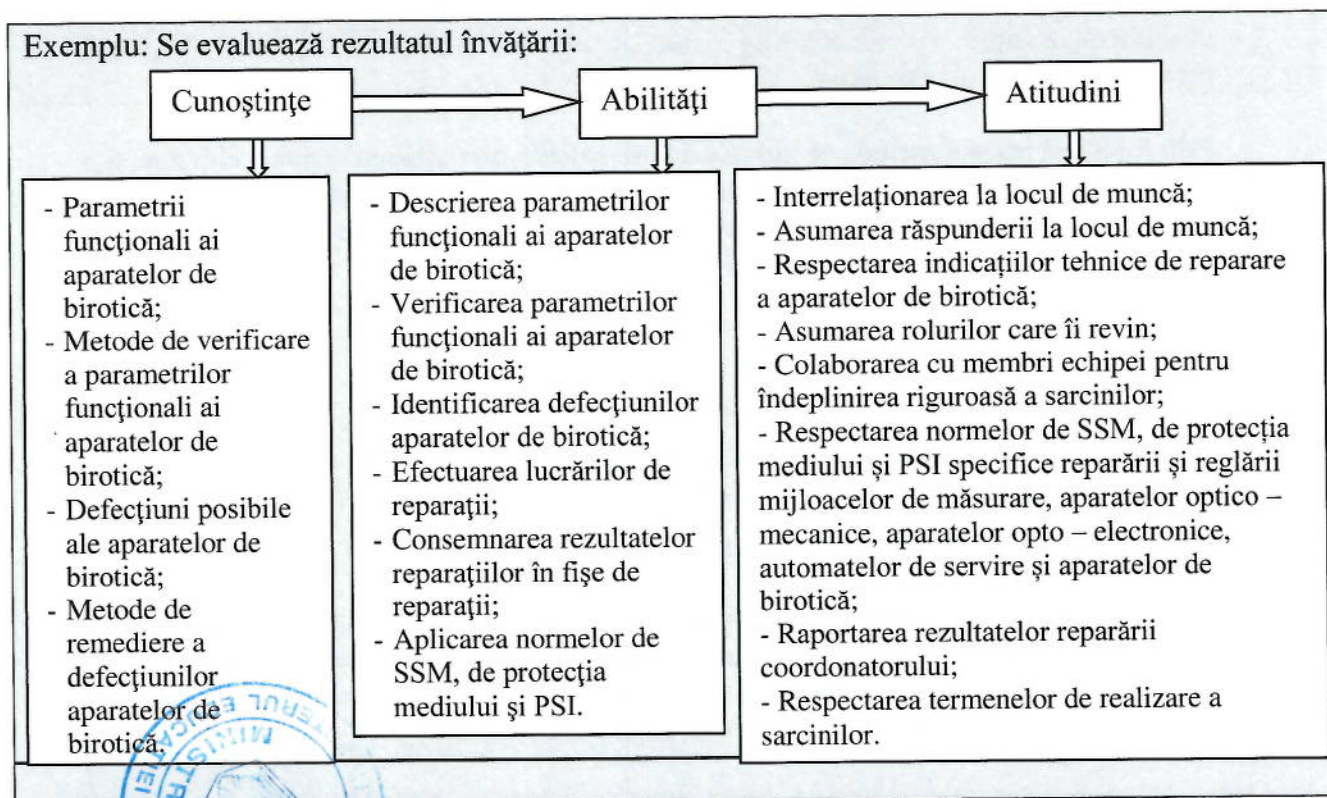 Exemplu: Se evaluează rezultatul învăţării:
Cunoştinţe
Abilităţi
Atitudini
- Parametrii
funcţionali ai
aparatelor de
birotică;
- Metode de verificare
a parametrilor
funcţionali ai
aparatelor de
birotică;
- Defecţiuni posibile
ale aparatelor de
birotică;
- Metode de
remediere a
defecţiunilor
aparatelor de
birotică.
- Descrierea parametrilor
funcţionali ai aparatelor
de birotică;
- Verificarea parametrilor
funcţionali ai aparatelor
de birotică;
- Identificarea defecţiunilor
aparatelor de birotică;
- Efectuarea lucrărilor de
reparaţii;
- Consemnarea rezultatelor
reparaţiilor în fişe de
reparaţii;
- Aplicarea normelor de
SSM, de protecţia
mediului şi PSI.
- Interrelaționarea la locul de muncă;
- Asumarea răspunderii la locul de muncă;
- Respectarea indicațiilor tehnice de reparare
a aparatelor de birotică;
- Asumarea rolurilor care îi revin;
- Colaborarea cu membri echipei pentru
îndeplinirea riguroasă a sarcinilor;
- Respectarea normelor de SSM, de protecția
mediului și PSI specifice reparării și reglării
mijloacelor de măsurare, aparatelor optico –
mecanice, aparatelor opto – electronice,
automatelor de servire și aparatelor de
birotică;
- Raportarea rezultatelor reparării
coordonatorului;
- Respectarea termenelor de realizare a
sarcinilor.